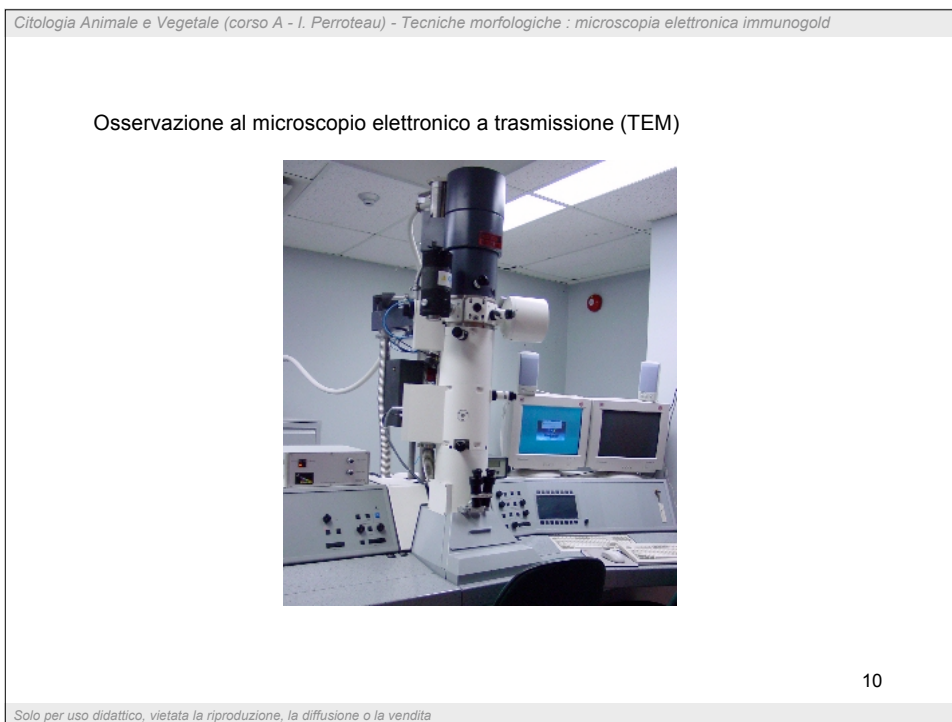 Citologia Animale e Vegetale (corso A - I. Perroteau) - Tecniche morfologiche : microscopia elettronica immunogold
Osservazione al microscopio elettronico a trasmissione (TEM)
10
Solo per uso didattico, vietata la riproduzione, la diffusione o la vendita